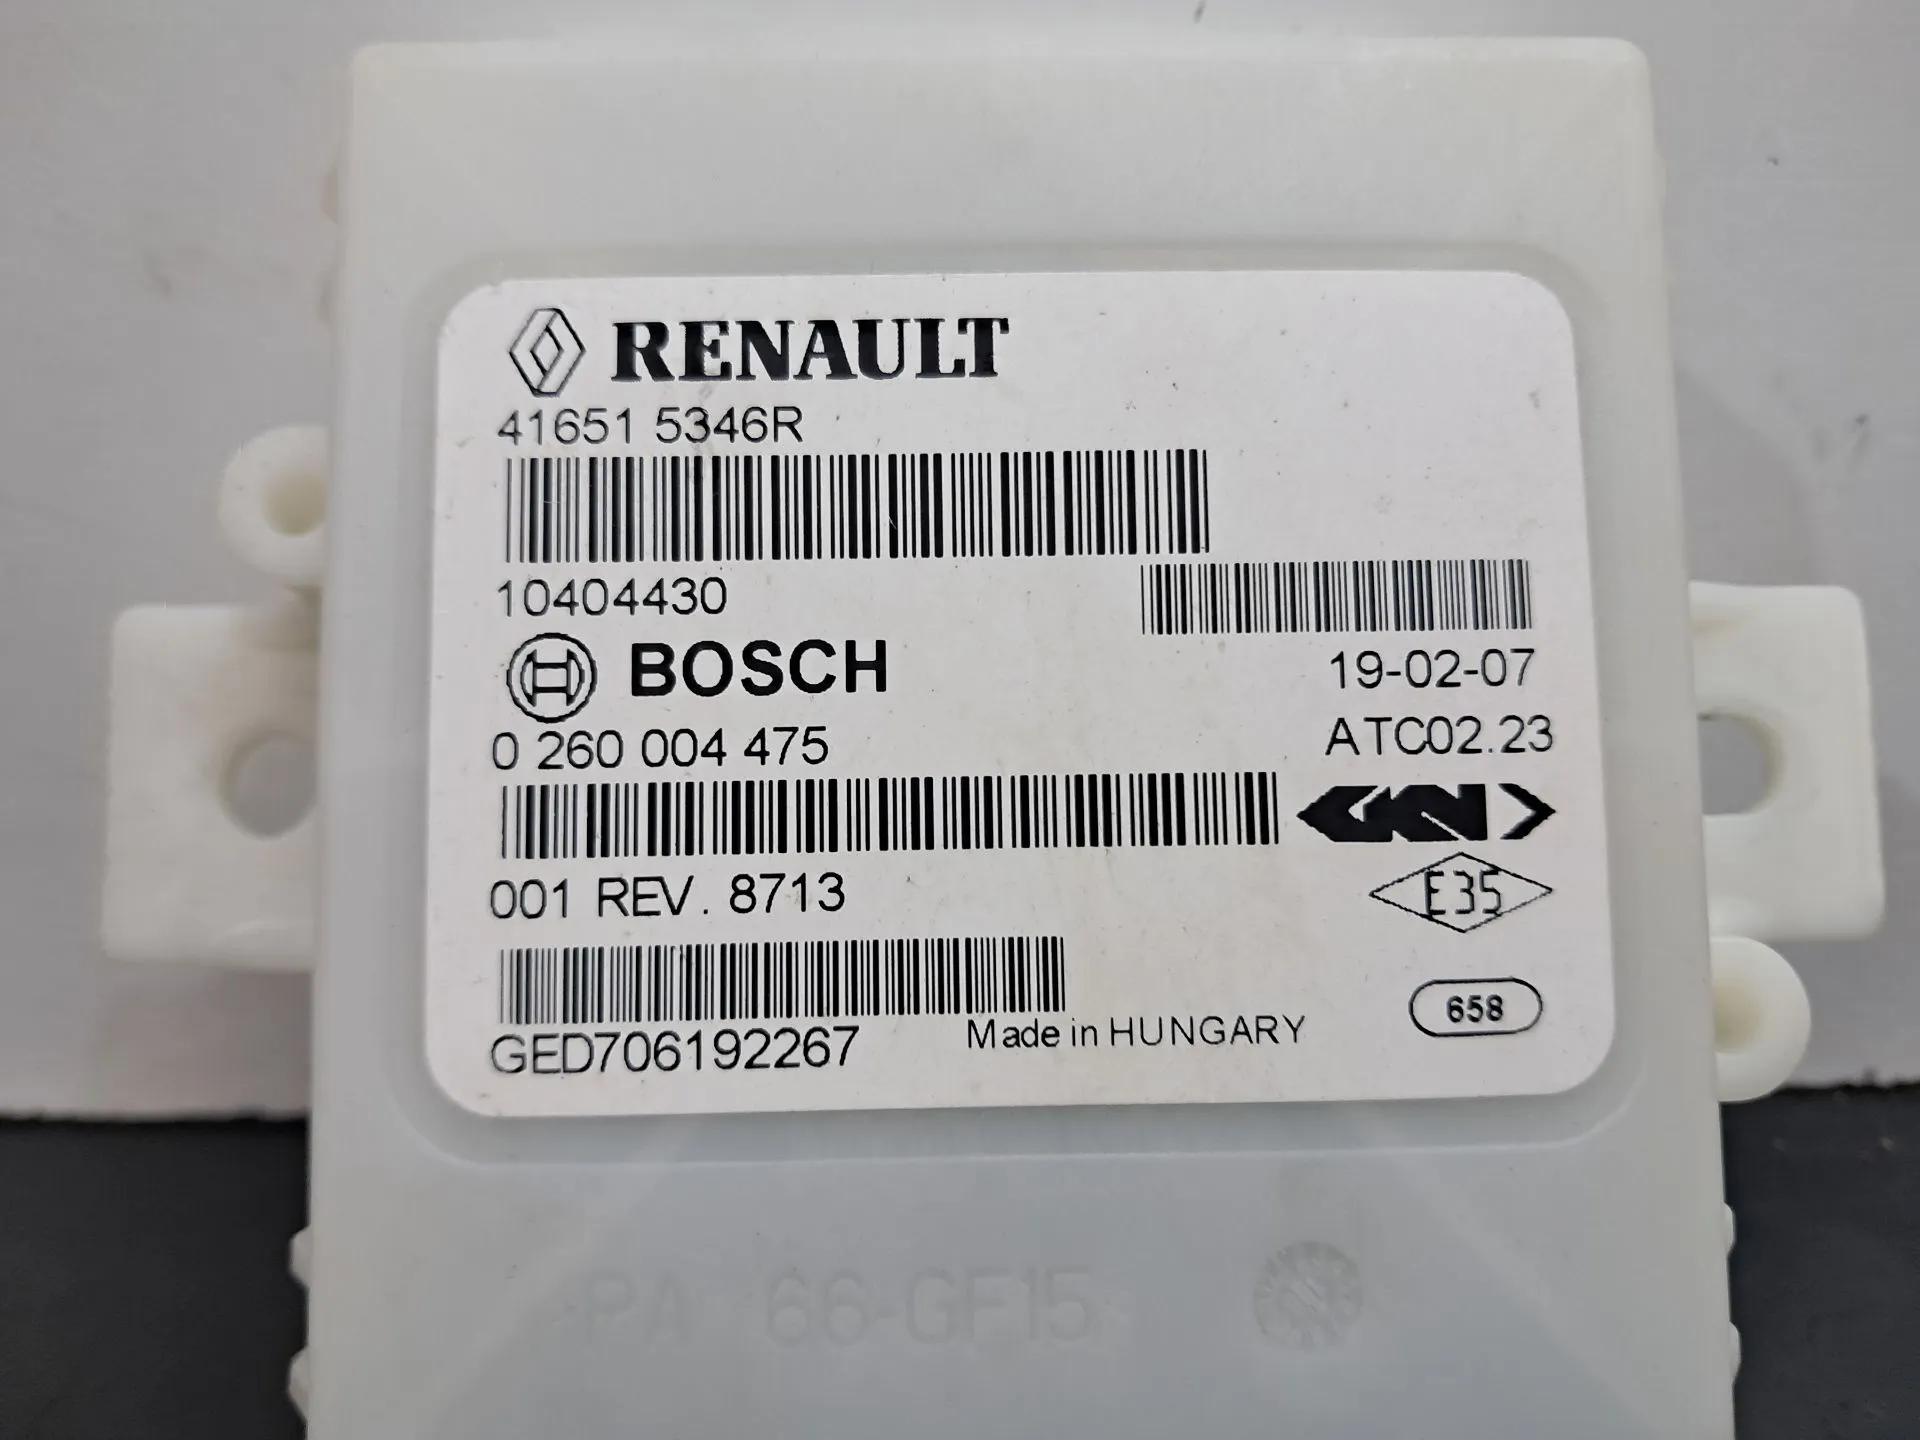 RENAULT
41651 5346R
10404430
BOSCH
19-02-07
0 260 004 475
ATC02.23
GKN
001 REV. 8713
E35
GED706192267
Made in HUNGARY
658
PA 66-GF15